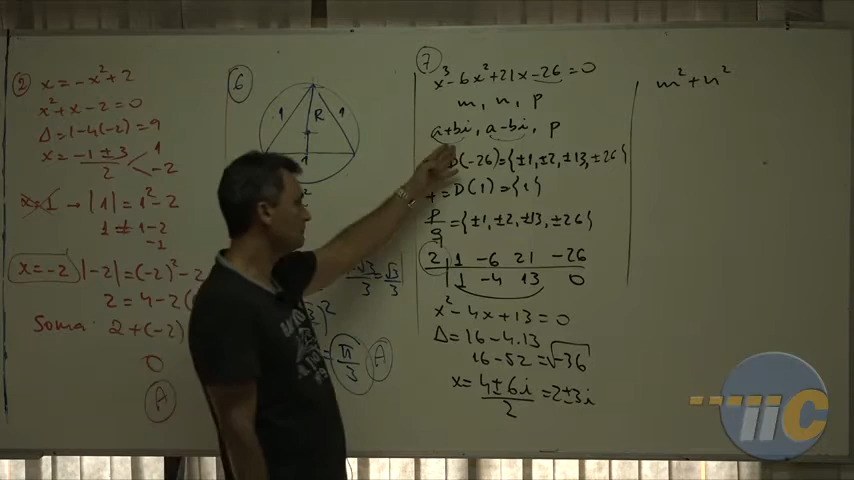 2
x = -x² + 2
x² + x - 2 = 0
Δ = 1 - 4(-2) = 9
x = -1 ± 3 / 2
1
-2
x = 1 → |1| = 1² - 2
1 ≠ 1 - 2
-1
x = -2 |-2| = (-2)² - 2
2 = 4 - 2
Soma: 2 + (-2)
0
A
6
1
R
1
1
√3/3 = √3/3
π/3
A
7
x³ - 6x² + 21x - 26 = 0
m, n, p
a+bi, a-bi, p
D(-26) = {±1, ±2, ±13, ±26}
= D(1) = {1}
p/q = {±1, ±2, ±13, ±26}
2 | 1 -6 21 -26
| 1 -4 13 0
x² - 4x + 13 = 0
Δ = 16 - 4.13
16 - 52 = √-36
x = 4 ± 6i / 2 = 2 ± 3i
m² + n²
iiC